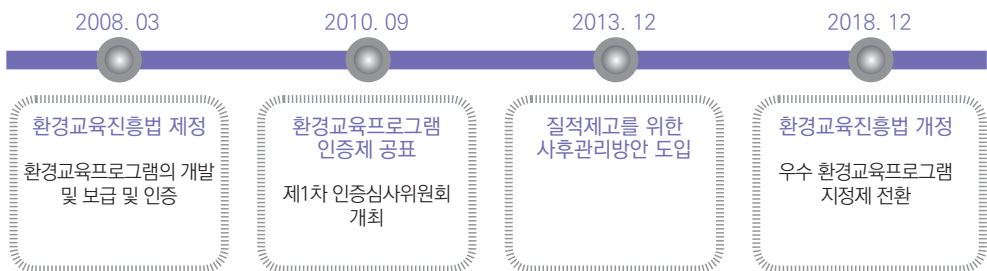 2008. 03
환경교육진흥법 제정
환경교육프로그램의 개발
및 보급 및 인증
2010. 09
환경교육프로그램
인증제 공표
제1차 인증심사위원회
개최
2013. 12
질적제고를 위한
사후관리방안 도입
2018. 12
환경교육진흥법 개정
우수 환경교육프로그램
지정제 전환